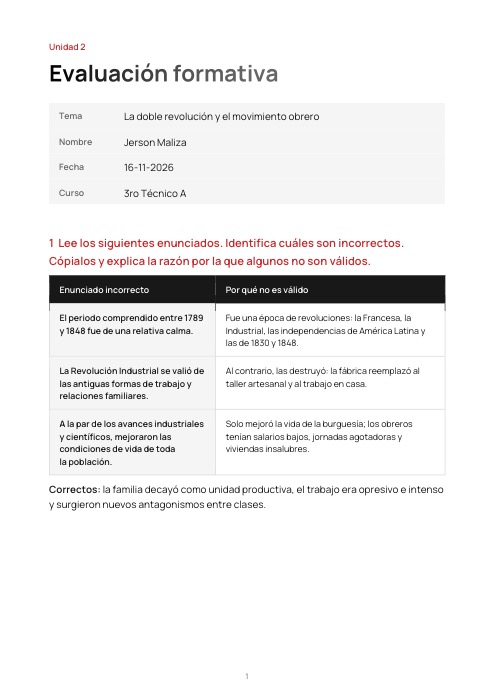 Unidad 2
Evaluación formativa
Tema La doble revolución y el movimiento obrero
Nombre Jerson Maliza
Fecha 16-11-2026
Curso 3ro Técnico A
1 Lee los siguientes enunciados. Identifica cuáles son incorrectos.
Cópialos y explica la razón por la que algunos no son válidos.
Enunciado incorrecto Por qué no es válido
El periodo comprendido entre 1789
y 1848 fue de una relativa calma.
Fue una época de revoluciones: la Francesa, la
Industrial, las independencias de América Latina y
las de 1830 y 1848.
La Revolución Industrial se valió de
las antiguas formas de trabajo y
relaciones familiares.
Al contrario, las destruyó: la fábrica reemplazó al
taller artesanal y al trabajo en casa.
A la par de los avances industriales
y científicos, mejoraron las
condiciones de vida de toda
la población.
Solo mejoró la vida de la burguesía; los obreros
tenían salarios bajos, jornadas agotadoras y
viviendas insalubres.
Correctos: la familia decayó como unidad productiva, el trabajo era opresivo e intenso
y surgieron nuevos antagonismos entre clases.
1